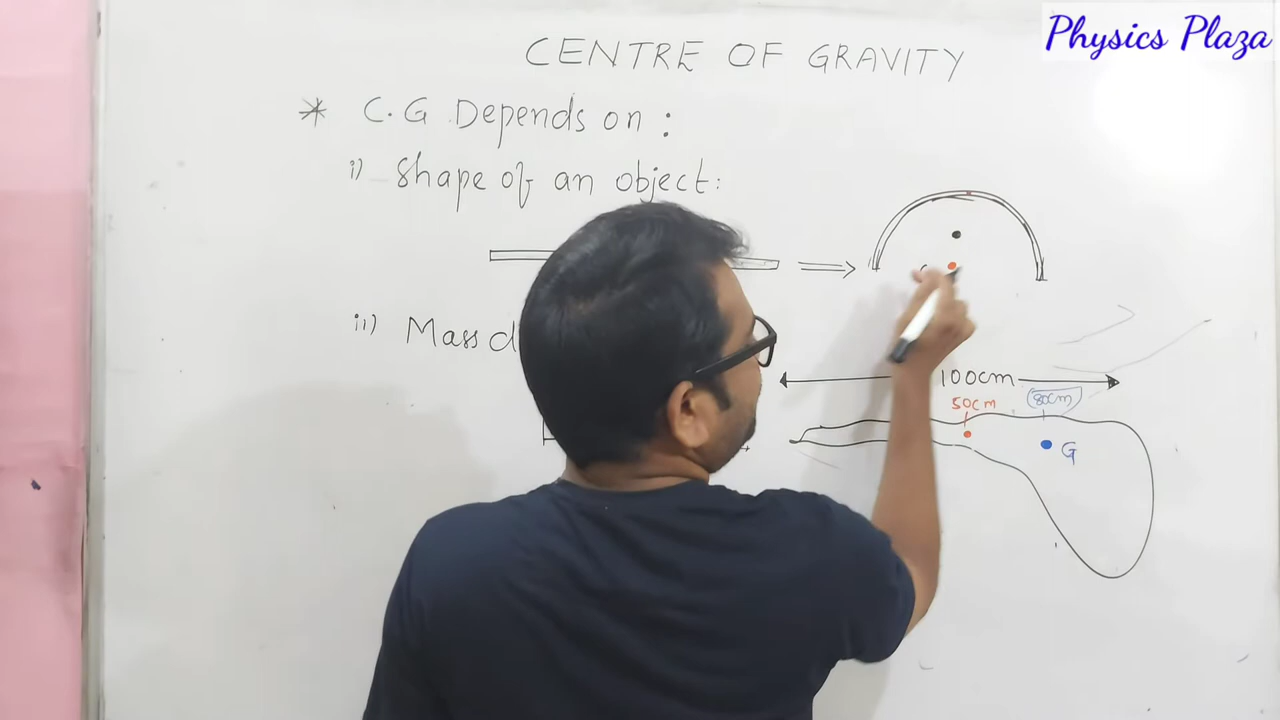 Physics Plaza
CENTRE OF GRAVITY
* C.G Depends on :
i) Shape of an object:
ii) Mass d
100cm
50cm
80cm
G